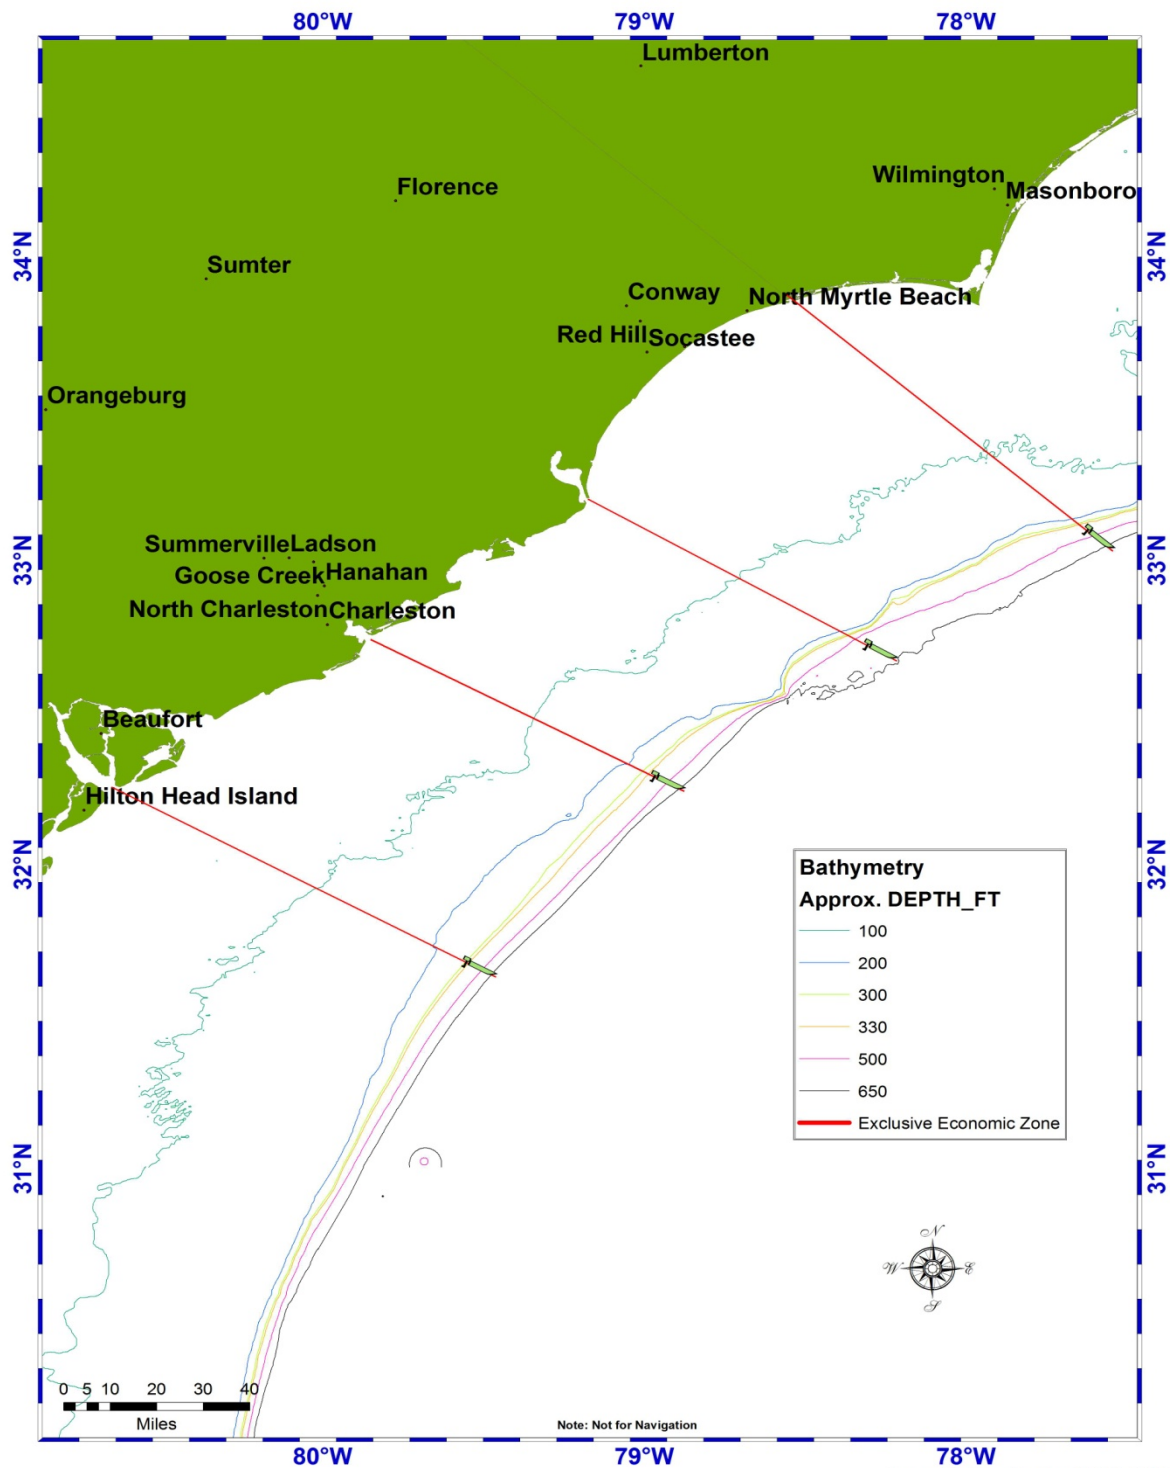 80°W 79°W 78°W
Lumberton
Wilmington
Masonboro
Florence
34°N 34°N
Sumter
Conway
North Myrtle Beach
Red Hill
Socastee
Orangeburg
Summerville
Ladson
33°N 33°N
Goose Creek
Hanahan
North Charleston
Charleston
Beaufort
Hilton Head Island
32°N 32°N
Bathymetry
Approx. DEPTH_FT
100
200
300
330
500
650
Exclusive Economic Zone
31°N 31°N
N
W E
S
0 5 10 20 30 40
Miles
Note: Not for Navigation
80°W 79°W 78°W